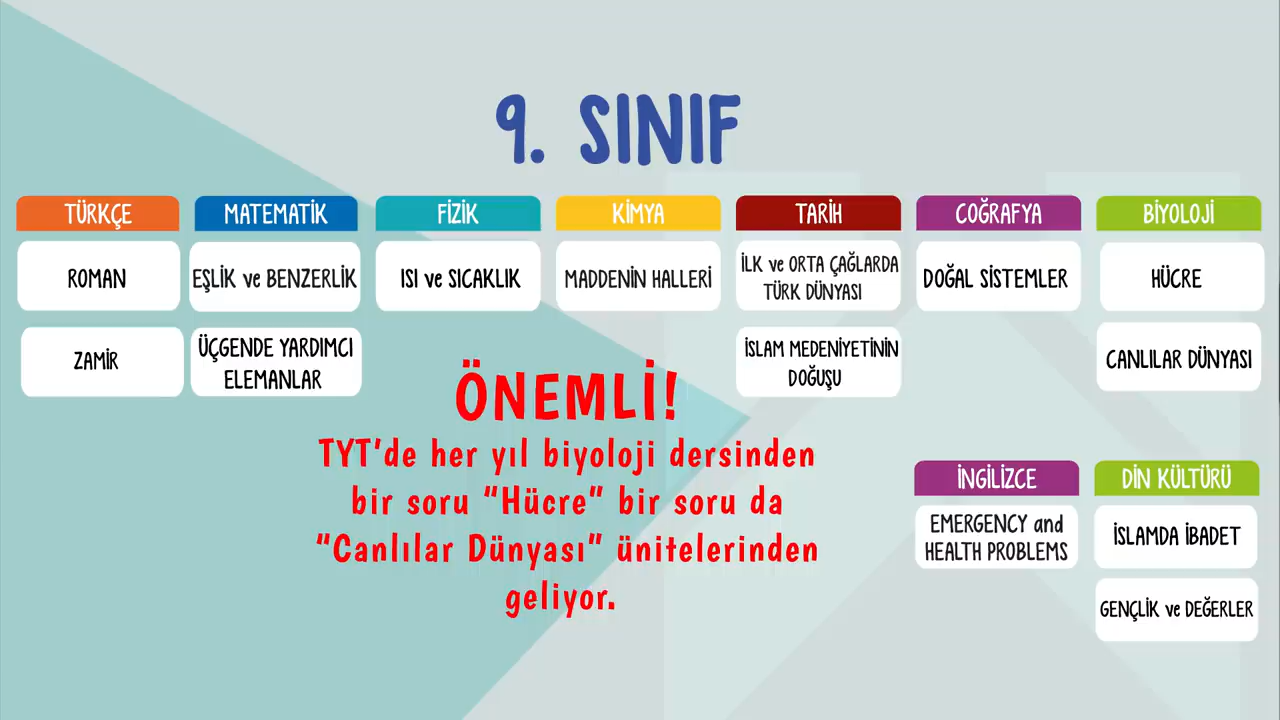 9. SINIF
TÜRKÇE
ROMAN
ZAMİR
MATEMATİK
EŞLİK ve BENZERLİK
ÜÇGENDE YARDIMCI
ELEMANLAR
FİZİK
ISI ve SICAKLIK
KİMYA
MADDENİN HALLERİ
TARİH
İLK ve ORTA ÇAĞLARDA
TÜRK DÜNYASI
İSLAM MEDENİYETİNİN
DOĞUŞU
COĞRAFYA
DOĞAL SİSTEMLER
BİYOLOJİ
HÜCRE
CANLILAR DÜNYASI
ÖNEMLİ!
TYT'de her yıl biyoloji dersinden
bir soru "Hücre" bir soru da
"Canlılar Dünyası" ünitelerinden
geliyor.
İNGİLİZCE
EMERGENCY and
HEALTH PROBLEMS
DİN KÜLTÜRÜ
İSLAMDA İBADET
GENÇLİK ve DEĞERLER